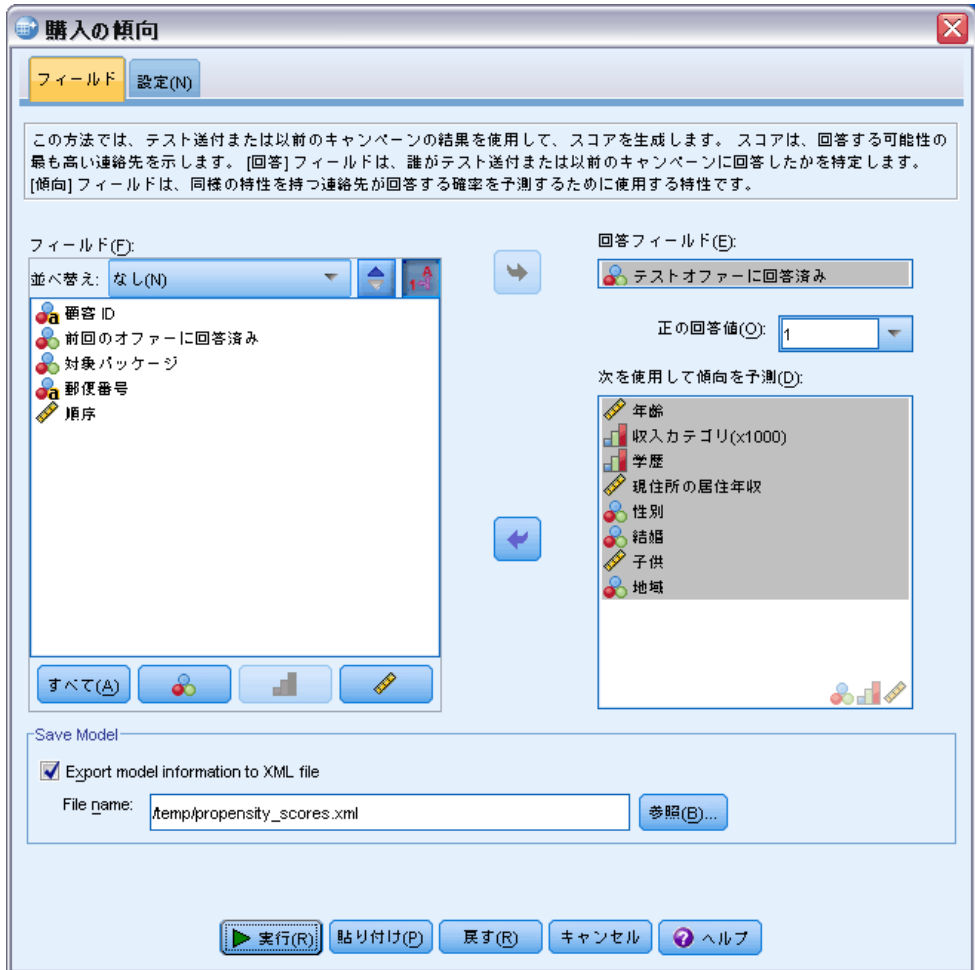 購入の傾向
フィールド
設定(N)
この方法では、テスト送付または以前のキャンペーンの結果を使用して、スコアを生成します。 スコアは、回答する可能性の
最も高い連絡先を示します。 [回答] フィールドは、誰がテスト送付または以前のキャンペーンに回答したかを特定します。
[傾向] フィールドは、同様の特性を持つ連絡先が回答する確率を予測するために使用する特性です。
フィールド(F):
並べ替え: なし(N)
顧客 ID
前回のオファーに回答済み
対象パッケージ
郵便番号
順序
すべて(A)
回答フィールド(E):
テストオファーに回答済み
正の回答値(O): 1
次を使用して傾向を予測(D):
年齢
収入カテゴリ(x1000)
学歴
現住所の居住年収
性別
結婚
子供
地域
Save Model
Export model information to XML file
File name: /temp/propensity_scores.xml
参照(B)...
実行(R) 貼り付け(P) 戻す(R) キャンセル ヘルプ